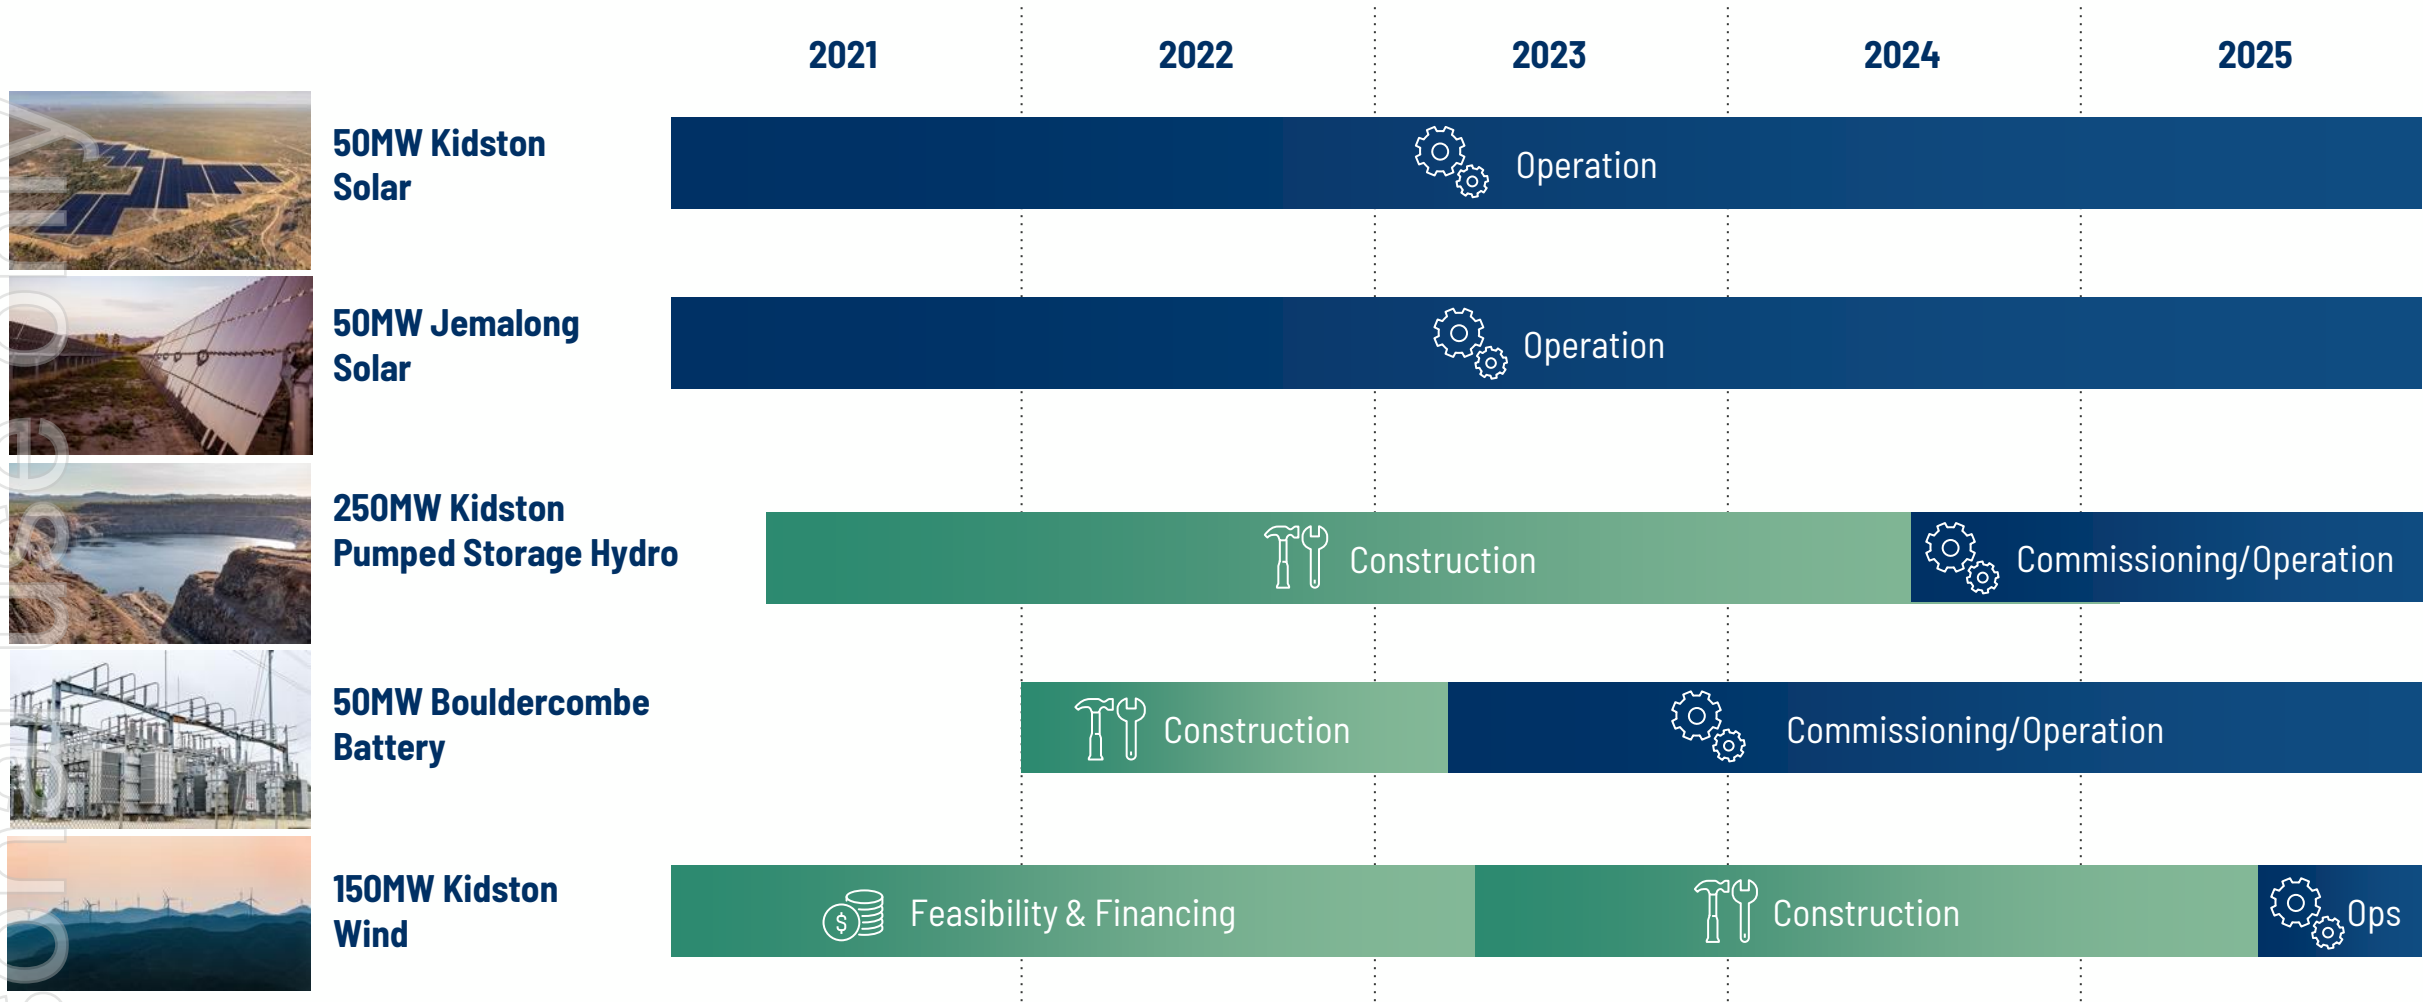 2021 2022 2023 2024 2025
50MW Kidston
Solar
Operation
50MW Jemalong
Solar
Operation
250MW Kidston
Pumped Storage Hydro
Construction
Commissioning/Operation
50MW Bouldercombe
Battery
Construction
Commissioning/Operation
150MW Kidston
Wind
$
Feasibility & Financing
Construction
Ops